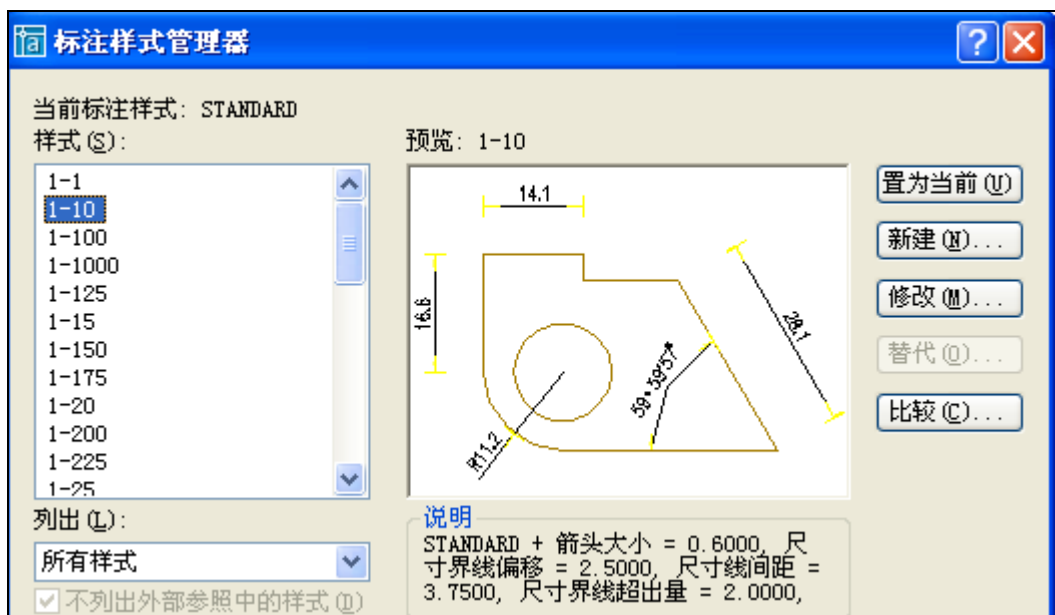 标注样式管理器
当前标注样式: STANDARD
样式(S):
预览: 1-10
1-1
1-10
1-100
1-1000
1-125
1-15
1-150
1-175
1-20
1-200
1-225
1-25
14.1
16.6
28.1
59°59'57"
R11.2
置为当前(U)
新建(N)...
修改(M)...
替代(O)...
比较(C)...
列出(L):
所有样式
不列出外部参照中的样式(D)
说明
STANDARD + 箭头大小 = 0.6000, 尺
寸界线偏移 = 2.5000, 尺寸线间距 =
3.7500, 尺寸界线超出量 = 2.0000,